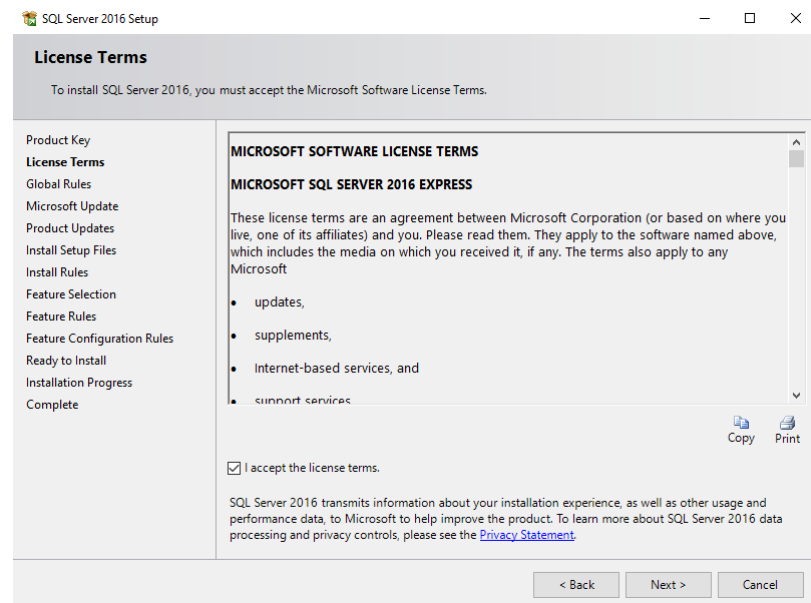 SQL Server 2016 Setup
License Terms
To install SQL Server 2016, you must accept the Microsoft Software License Terms.
Product Key
License Terms
Global Rules
Microsoft Update
Product Updates
Install Setup Files
Install Rules
Feature Selection
Feature Rules
Feature Configuration Rules
Ready to Install
Installation Progress
Complete
MICROSOFT SOFTWARE LICENSE TERMS
MICROSOFT SQL SERVER 2016 EXPRESS
These license terms are an agreement between Microsoft Corporation (or based on where you
live, one of its affiliates) and you. Please read them. They apply to the software named above,
which includes the media on which you received it, if any. The terms also apply to any
Microsoft
• updates,
• supplements,
• Internet-based services, and
• support services
Copy
Print
I accept the license terms.
SQL Server 2016 transmits information about your installation experience, as well as other usage and
performance data, to Microsoft to help improve the product. To learn more about SQL Server 2016 data
processing and privacy controls, please see the Privacy Statement.
< Back
Next >
Cancel